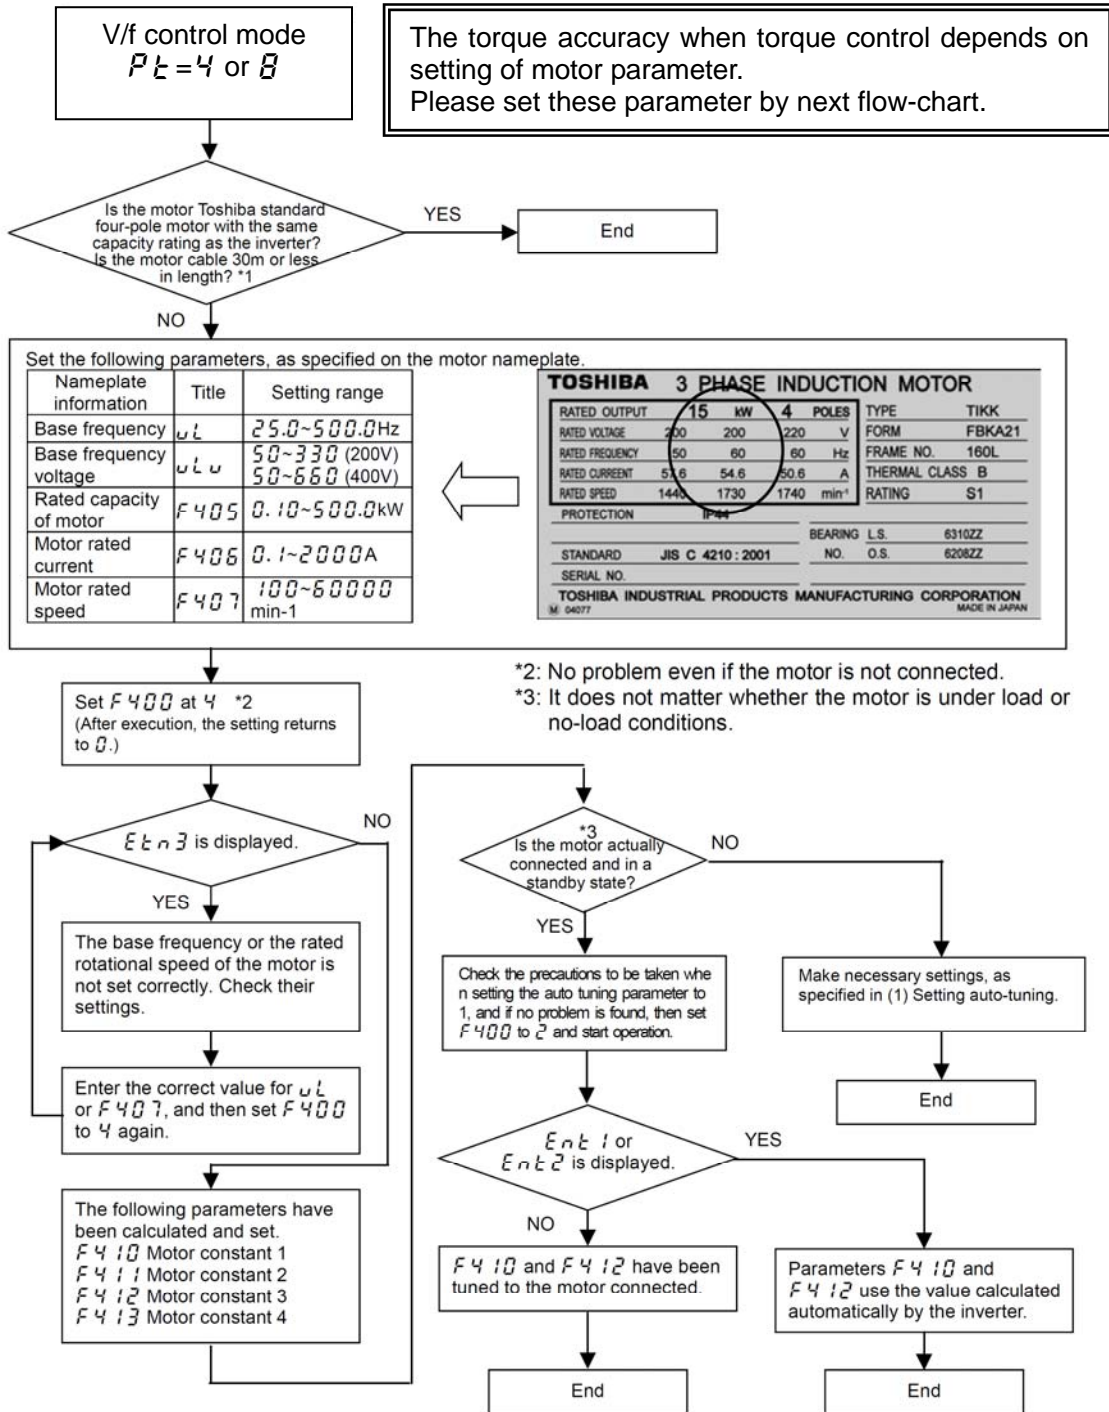 V/f control mode
Pt=4 or 8
The torque accuracy when torque control depends on
setting of motor parameter.
Please set these parameter by next flow-chart.
Is the motor Toshiba standard
four-pole motor with the same
capacity rating as the inverter?
Is the motor cable 30m or less
in length? *1
YES
End
NO
Set the following parameters, as specified on the motor nameplate.
Nameplate information Title Setting range
Base frequency uL 25.0~500.0Hz
Base frequency voltage uLu 50~330 (200V)
50~660 (400V)
Rated capacity of motor F405 0.10~500.0kW
Motor rated current F406 0.1~2000A
Motor rated speed F407 100~60000
min-1
TOSHIBA 3 PHASE INDUCTION MOTOR
RATED OUTPUT 15 kW 4 POLES TYPE TIKK
RATED VOLTAGE 200 200 220 V FORM FBKA21
RATED FREQUENCY 50 60 60 Hz FRAME NO. 160L
RATED CURREENT 57.6 54.6 50.6 A THERMAL CLASS B
RATED SPEED 1440 1730 1740 min-1 RATING S1
PROTECTION IP44
BEARING L.S. 6310ZZ
STANDARD JIS C 4210 : 2001 NO. O.S. 6208ZZ
SERIAL NO.
TOSHIBA INDUSTRIAL PRODUCTS MANUFACTURING CORPORATION
M 04077 MADE IN JAPAN
*2: No problem even if the motor is not connected.
*3: It does not matter whether the motor is under load or
no-load conditions.
Set F400 at 4 *2
(After execution, the setting returns
to 0.)
Etn3 is displayed.
NO
YES
The base frequency or the rated
rotational speed of the motor is
not set correctly. Check their
settings.
Enter the correct value for uL
or F407, and then set F400
to 4 again.
The following parameters have
been calculated and set.
F410 Motor constant 1
F411 Motor constant 2
F412 Motor constant 3
F413 Motor constant 4
*3
Is the motor actually
connected and in a
standby state?
NO
YES
Check the precautions to be taken whe
n setting the auto tuning parameter to
1, and if no problem is found, then set
F400 to 2 and start operation.
Make necessary settings, as
specified in (1) Setting auto-tuning.
End
Ent1 or
Ent2 is displayed.
YES
NO
F410 and F412 have been
tuned to the motor connected.
End
Parameters F410 and
F412 use the value calculated
automatically by the inverter.
End